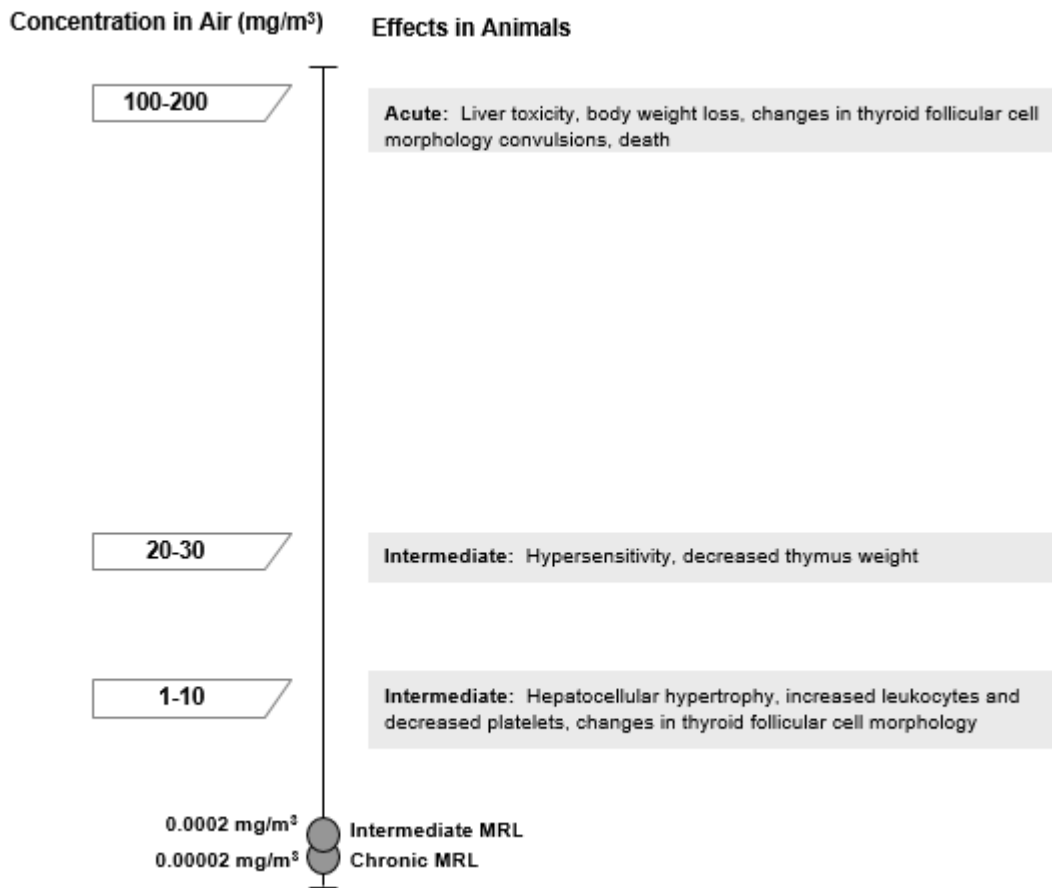 Concentration in Air (mg/m³) Effects in Animals
100-200
Acute: Liver toxicity, body weight loss, changes in thyroid follicular cell
morphology convulsions, death
20-30
Intermediate: Hypersensitivity, decreased thymus weight
1-10
Intermediate: Hepatocellular hypertrophy, increased leukocytes and
decreased platelets, changes in thyroid follicular cell morphology
0.0002 mg/m³ Intermediate MRL
0.00002 mg/m³ Chronic MRL